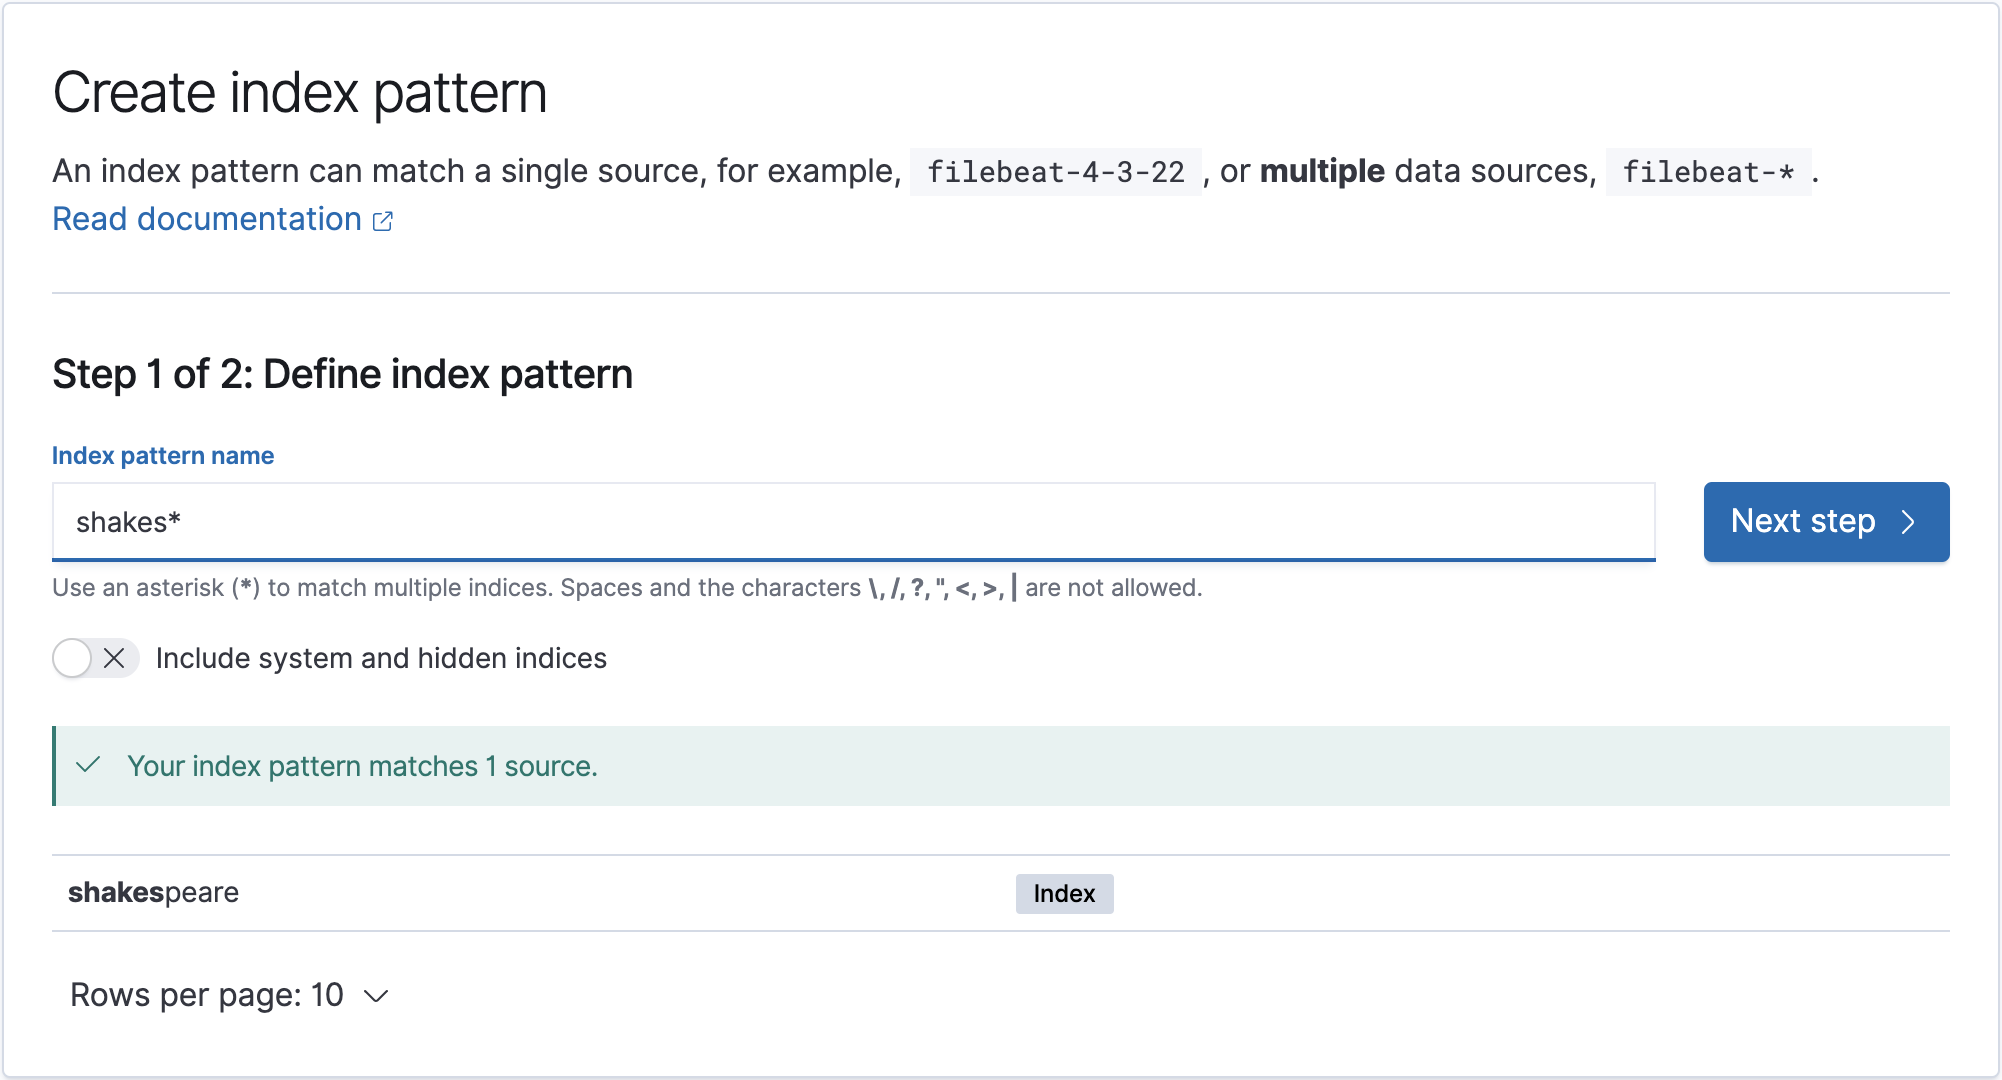 Create index pattern
An index pattern can match a single source, for example, filebeat-4-3-22, or multiple data sources, filebeat-*.
Read documentation
Step 1 of 2: Define index pattern
Index pattern name
shakes*
Next step
Use an asterisk (*) to match multiple indices. Spaces and the characters \, /, ?, ", <, >, | are not allowed.
Include system and hidden indices
Your index pattern matches 1 source.
shakespeare Index
Rows per page: 10